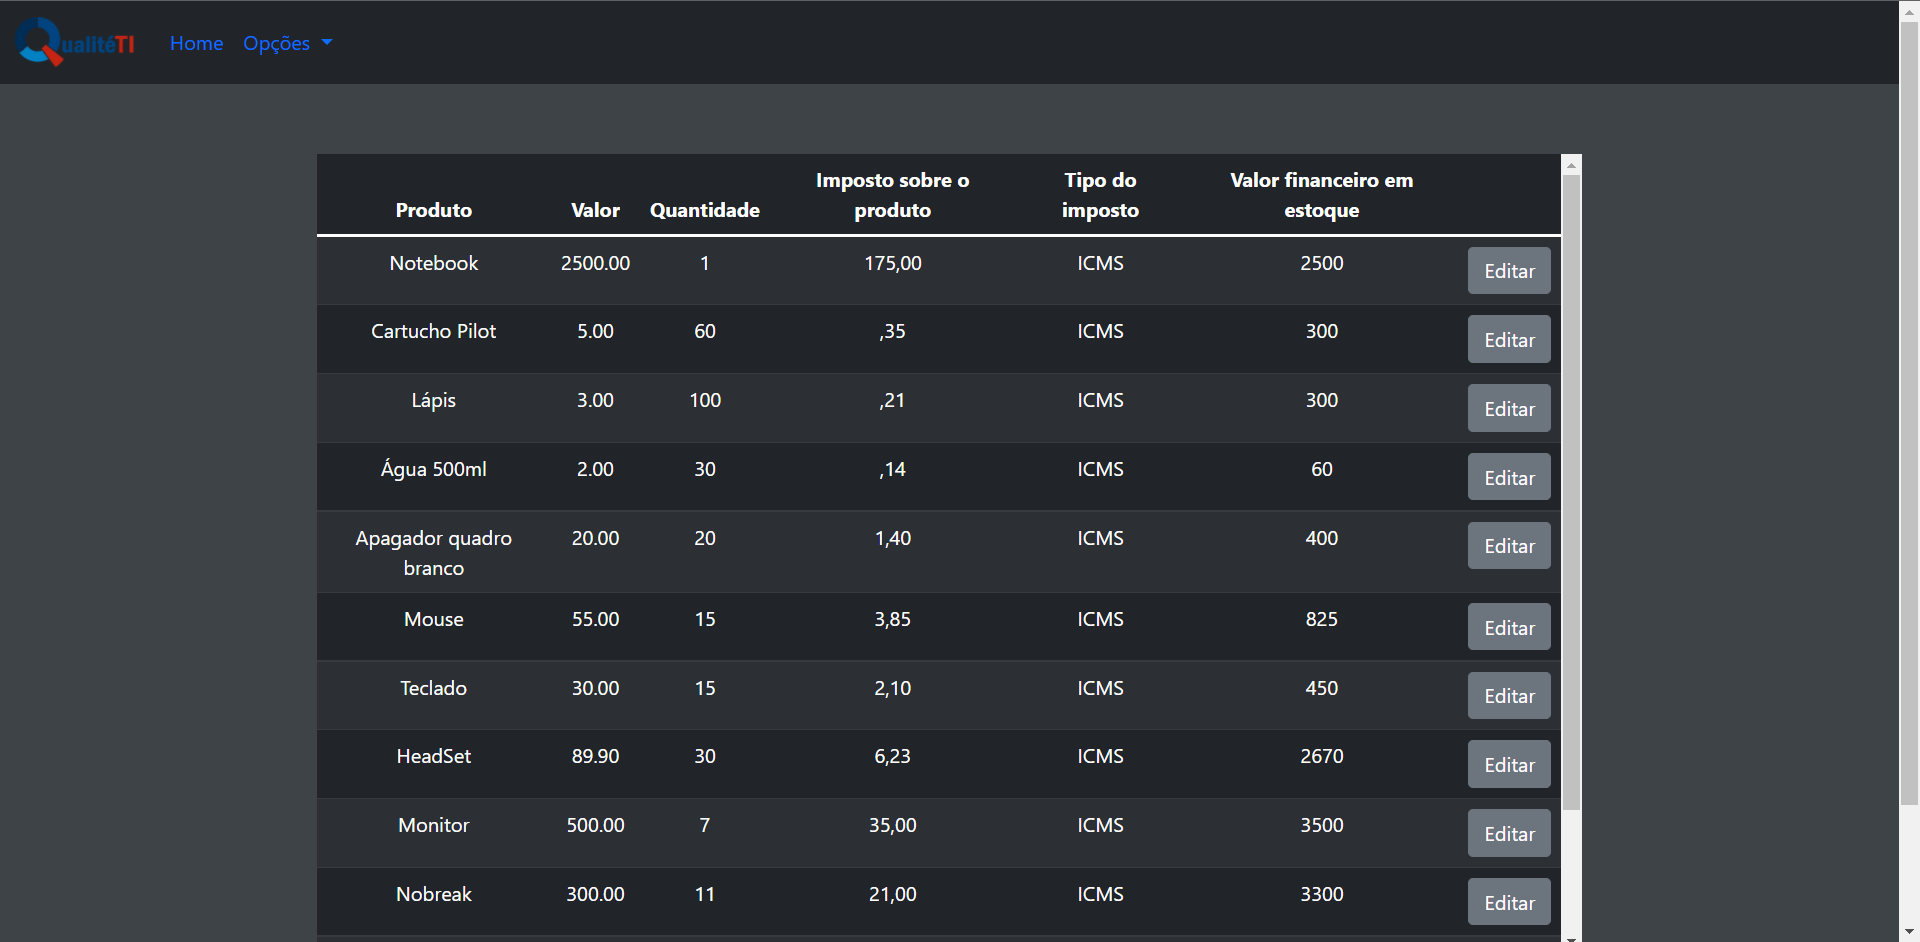 QualitéTI Home Opções
Produto Valor Quantidade Imposto sobre o produto Tipo do imposto Valor financeiro em estoque
Notebook 2500.00 1 175,00 ICMS 2500 Editar
Cartucho Pilot 5.00 60 ,35 ICMS 300 Editar
Lápis 3.00 100 ,21 ICMS 300 Editar
Água 500ml 2.00 30 ,14 ICMS 60 Editar
Apagador quadro branco 20.00 20 1,40 ICMS 400 Editar
Mouse 55.00 15 3,85 ICMS 825 Editar
Teclado 30.00 15 2,10 ICMS 450 Editar
HeadSet 89.90 30 6,23 ICMS 2670 Editar
Monitor 500.00 7 35,00 ICMS 3500 Editar
Nobreak 300.00 11 21,00 ICMS 3300 Editar